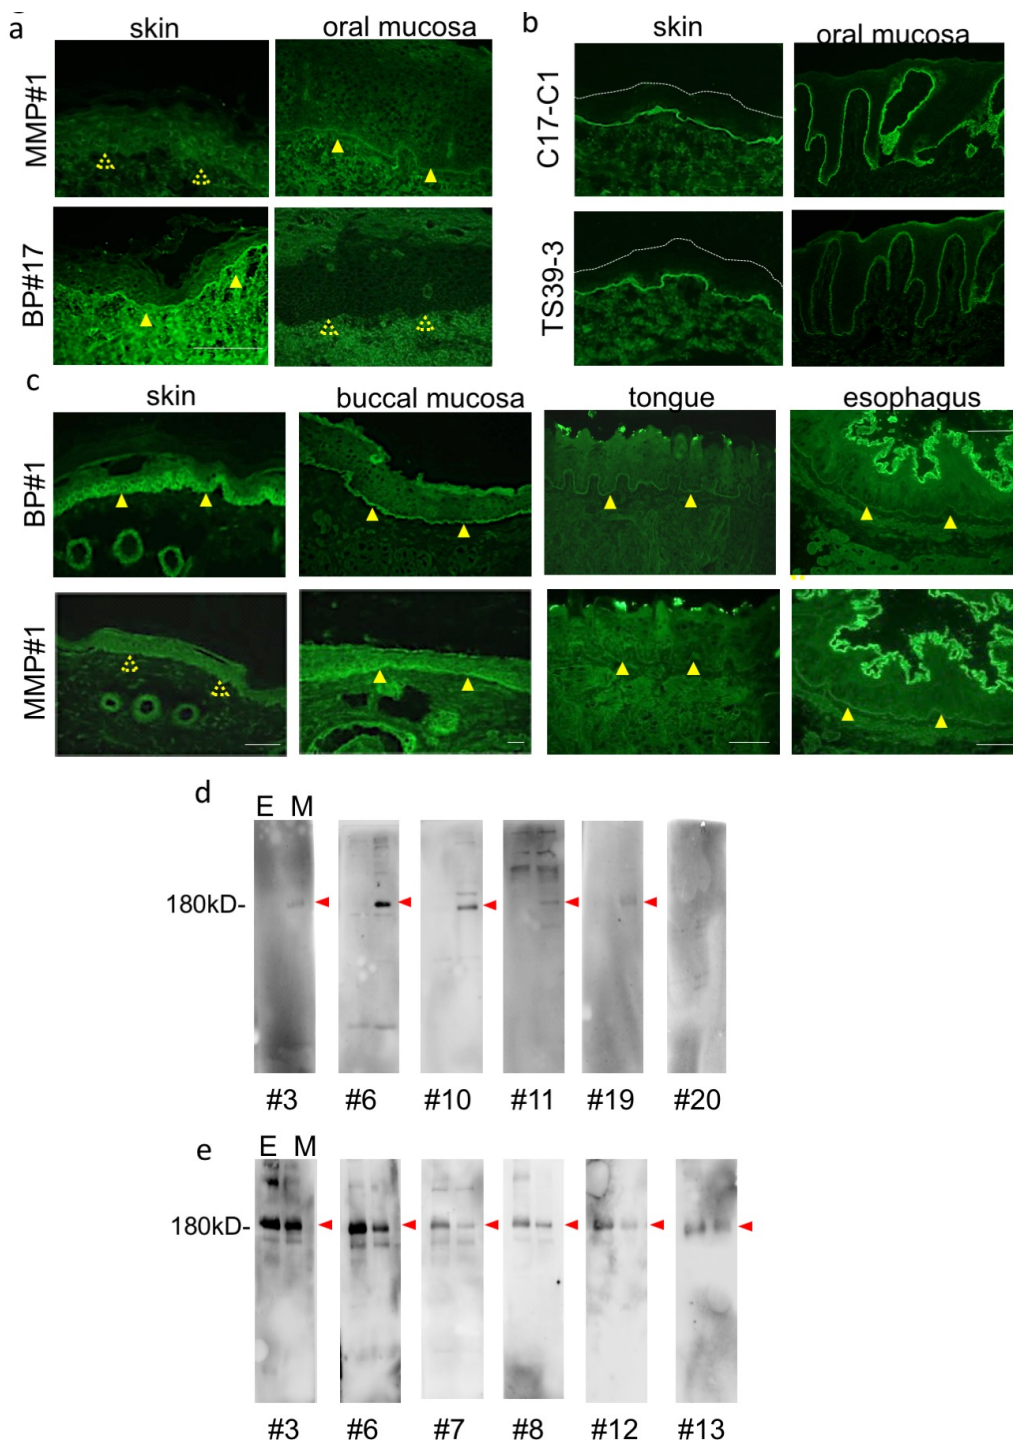 a
skin
oral mucosa
MMP#1
BP#17
b
skin
oral mucosa
C17-C1
TS39-3
c
skin
buccal mucosa
tongue
esophagus
BP#1
MMP#1
d
E M
180kD-
#3 #6 #10 #11 #19 #20
e
E M
180kD-
#3 #6 #7 #8 #12 #13